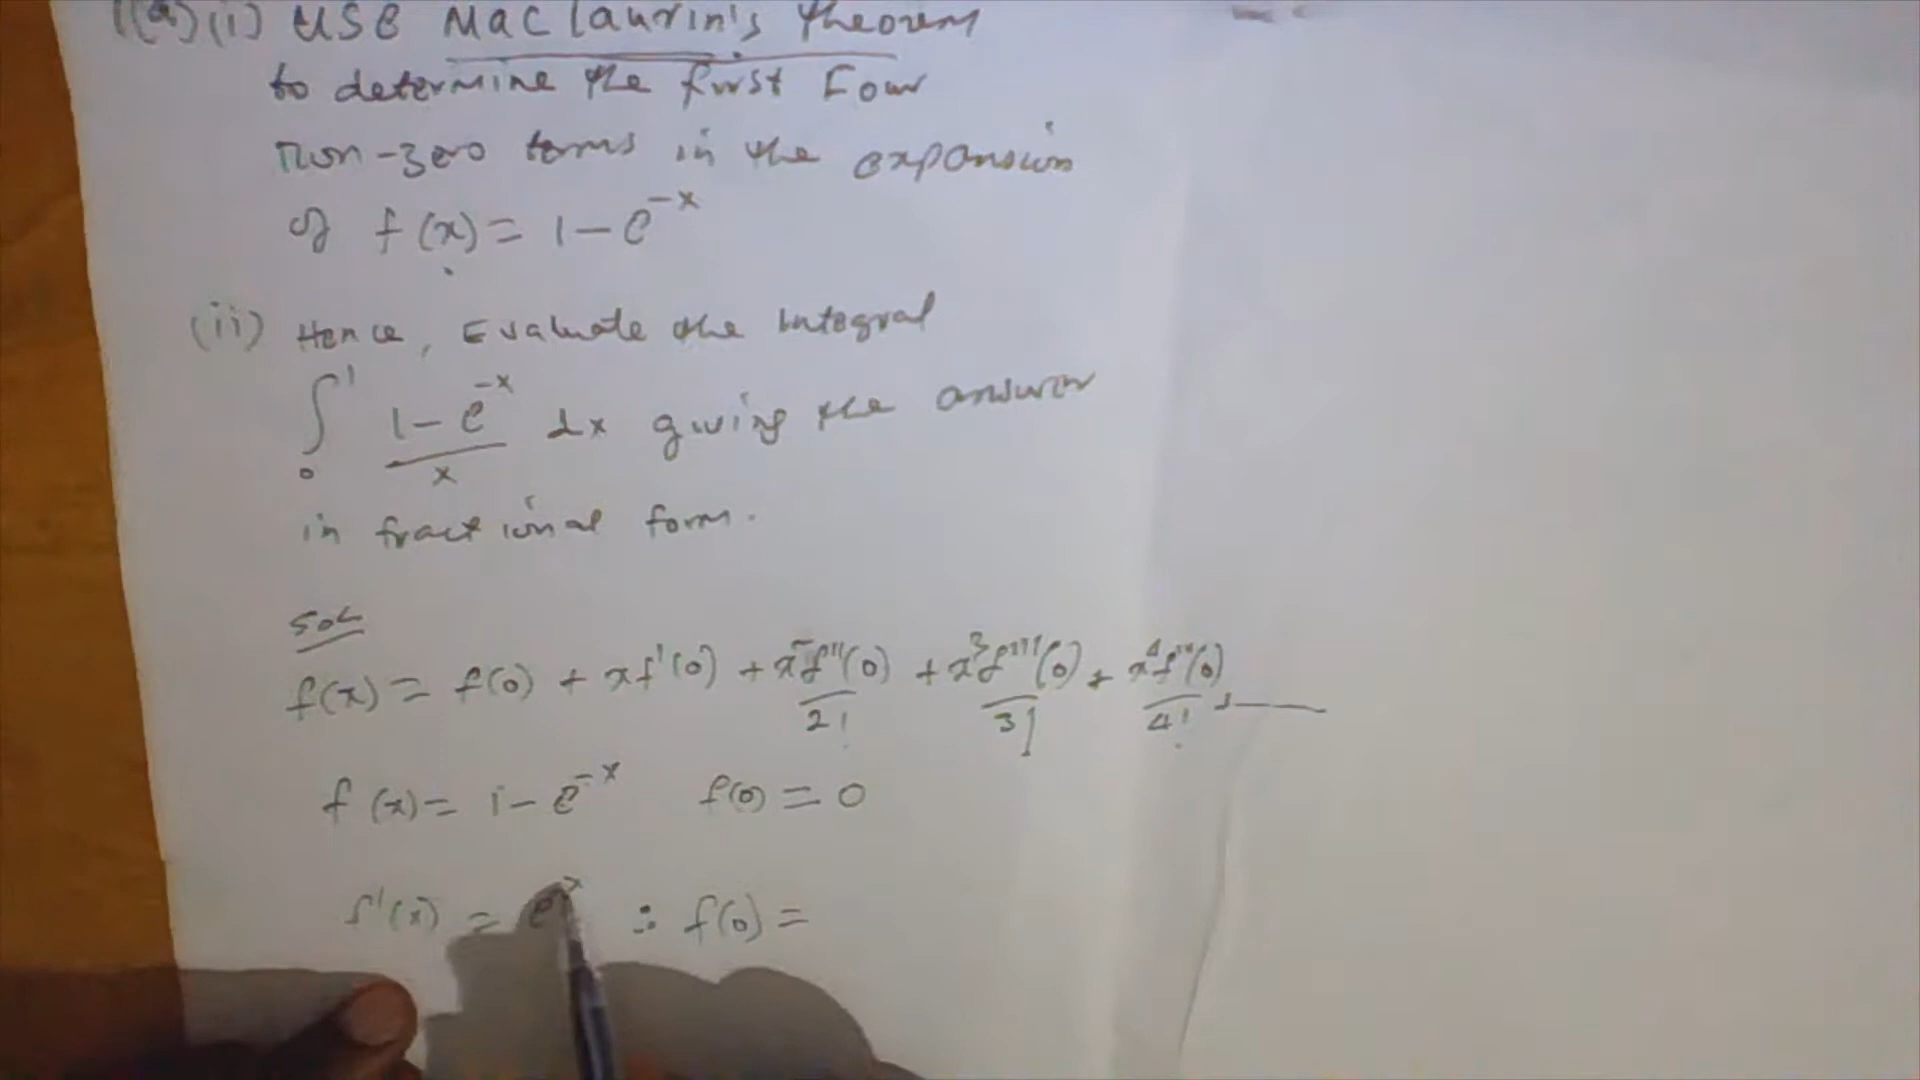 1(a)(i) USE MacLaurin's theorem
to determine the first Four
non-zero terms in the expansion
of f(x) = 1 - e^{-x}
(ii) Hence, Evaluate the integral
∫_0^1 (1 - e^{-x})/x dx giving the answer
in fractional form.
Sol
f(x) = f(0) + xf'(0) + x²f''(0)/2! + x³f'''(0)/3! + x⁴f''''(0)/4! + ——
f(x) = 1 - e^{-x} f(0) = 0
f'(x) = e^{-x} ∴ f(0) =